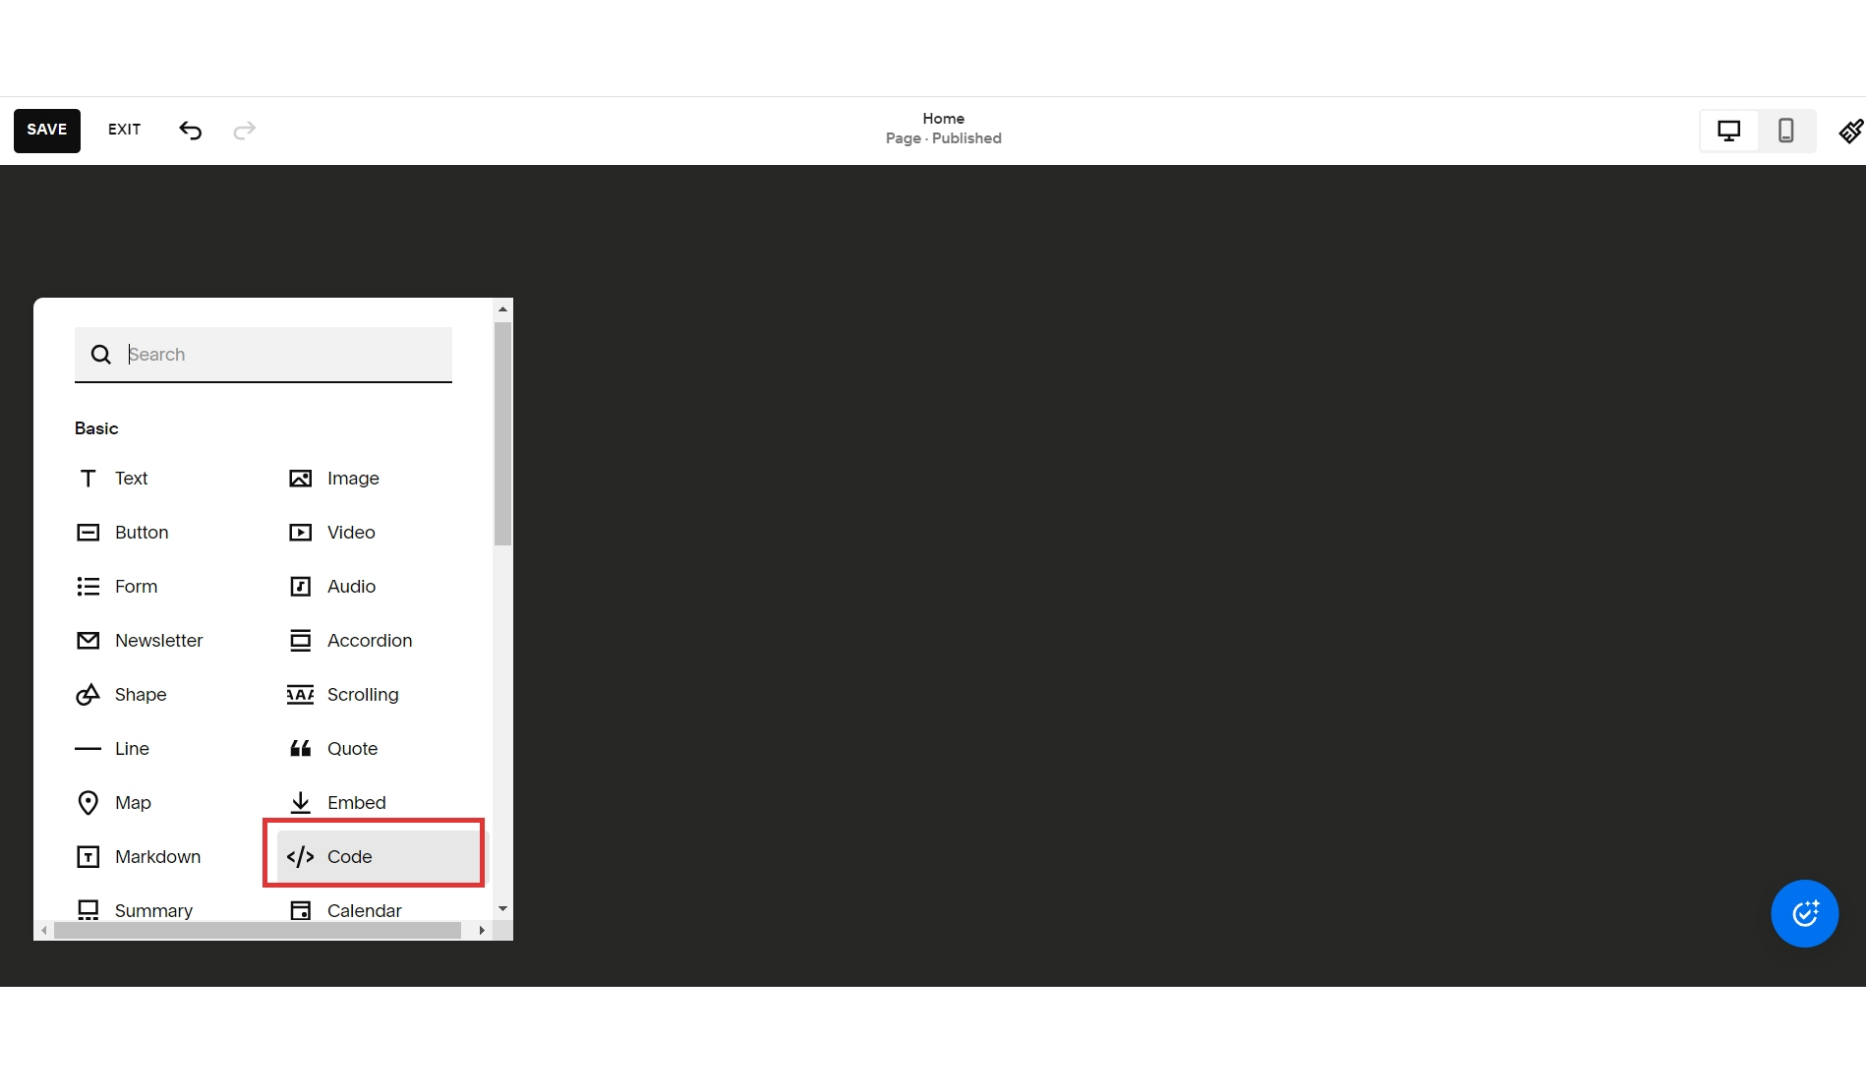 SAVE EXIT
Home
Page · Published
Search
Basic
Text Image
Button Video
Form Audio
Newsletter Accordion
Shape Scrolling
Line Quote
Map Embed
Markdown </> Code
Summary Calendar